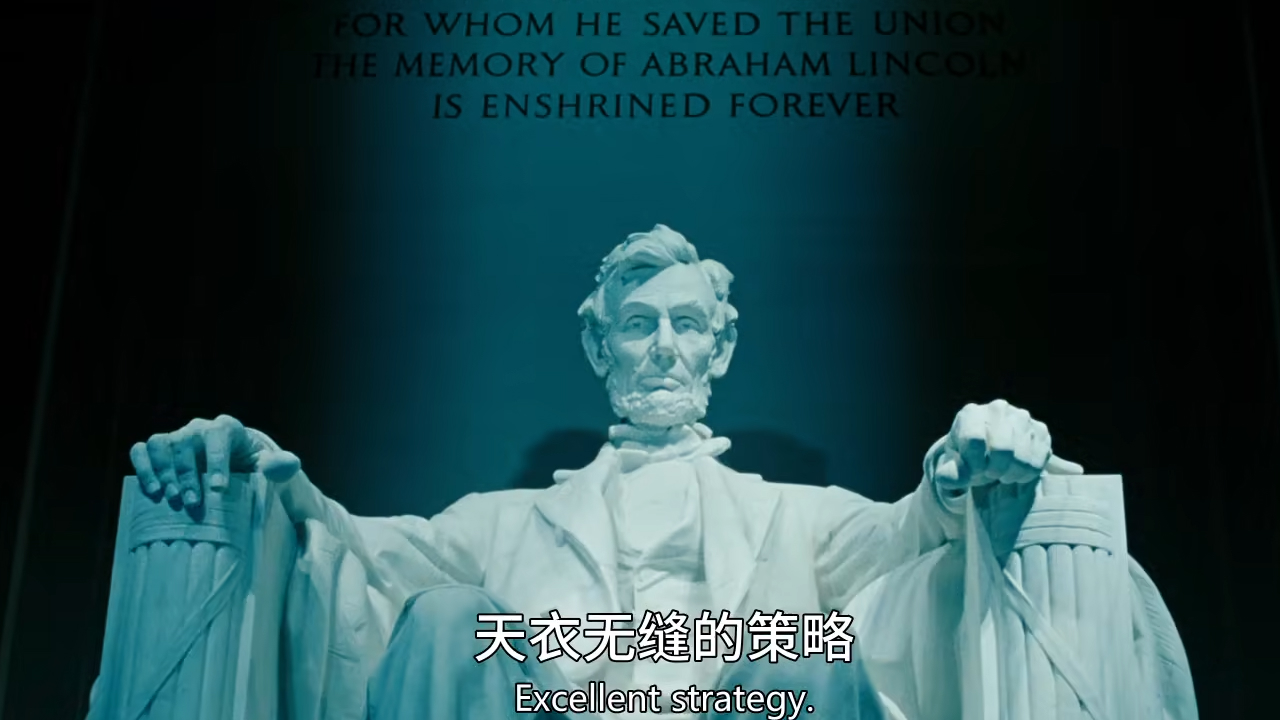 FOR WHOM HE SAVED THE UNION
THE MEMORY OF ABRAHAM LINCOLN
IS ENSHRINED FOREVER
天衣无缝的策略
Excellent strategy.